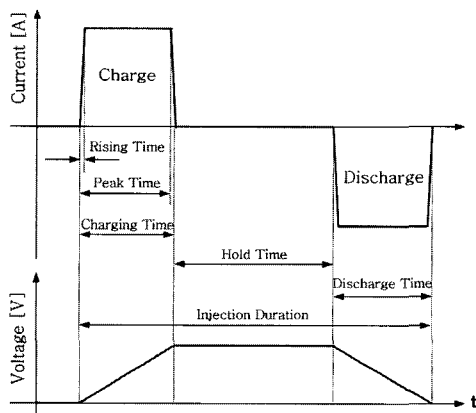 Current [A]
Charge
Rising Time
Peak Time
Charging Time
Discharge
Hold Time
Discharge Time
Injection Duration
Voltage [V]
t